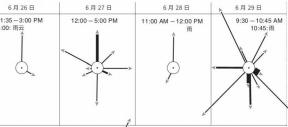 6 月 26 日
6 月 27 日
6 月 28 日
6 月 29 日
1:35 – 3:00 PM
:00: 雨云
12:00 – 5:00 PM
11:00 AM – 12:00 PM
雨
9:30 – 10:45 AM
10:45: 雨